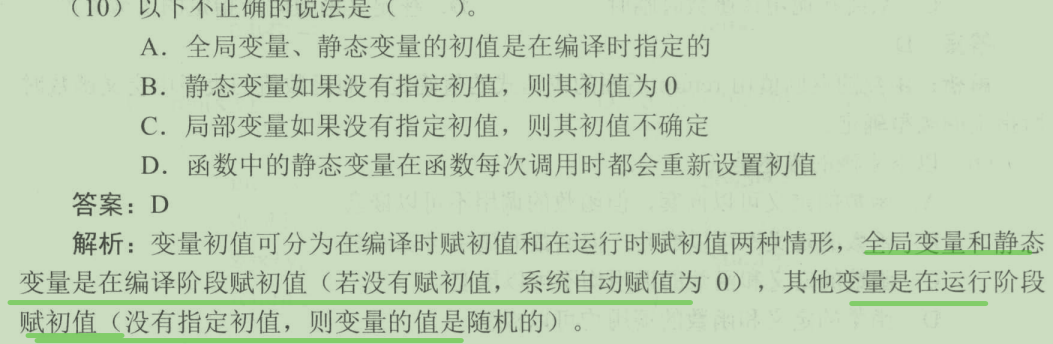 (10) 以下不正确的说法是（　　）。
A．全局变量、静态变量的初值是在编译时指定的
B．静态变量如果没有指定初值，则其初值为0
C．局部变量如果没有指定初值，则其初值不确定
D．函数中的静态变量在函数每次调用时都会重新设置初值
答案：D
解析：变量初值可分为在编译时赋初值和在运行时赋初值两种情形，全局变量和静态
变量是在编译阶段赋初值（若没有赋初值，系统自动赋值为 0），其他变量是在运行阶段
赋初值（没有指定初值，则变量的值是随机的）。